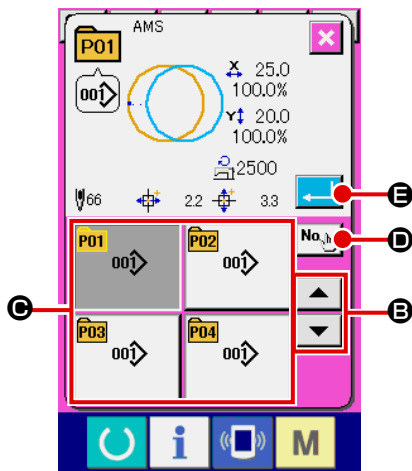 AMS
P01
001
X 25.0
100.0%
Y 20.0
100.0%
2500
66 2.2 3.3
E
No.
D
P01 P02
001 001
B
C
P03 P04
001 001
i M